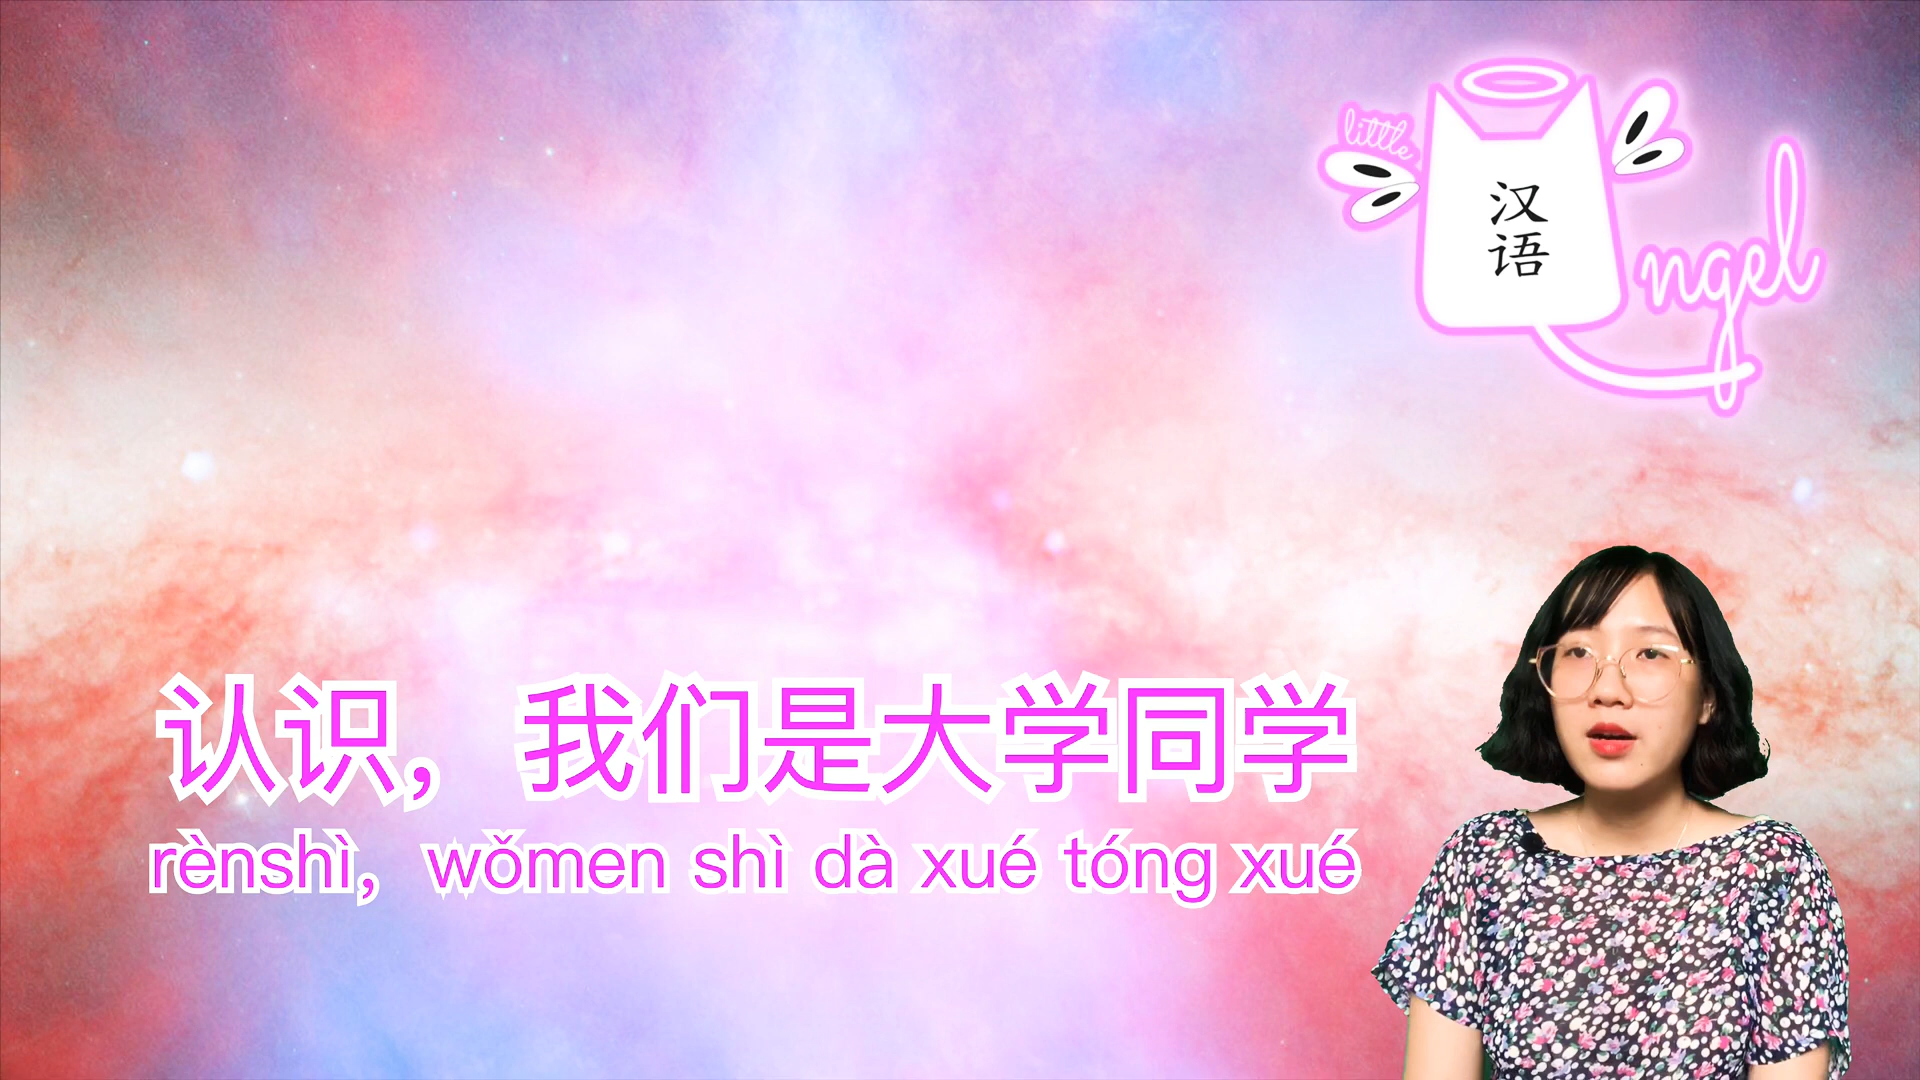 little
汉
语
ngel
认识，我们是大学同学
rènshì，wǒmen shì dà xué tóng xué